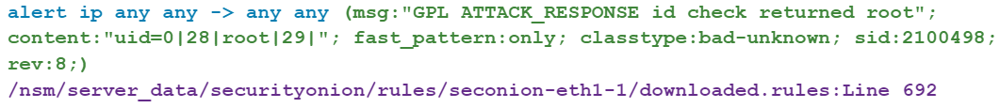 alert ip any any -> any any (msg:"GPL ATTACK_RESPONSE id check returned root";
content:"uid=0|28|root|29|"; fast_pattern:only; classtype:bad-unknown; sid:2100498;
rev:8;)
/nsm/server_data/securityonion/rules/seconion-eth1-1/downloaded.rules:Line 692